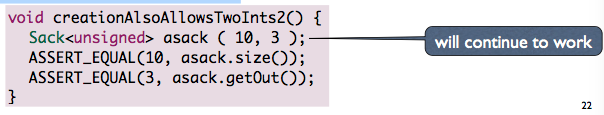 void creationAlsoAllowsTwoInts2() {
Sack<unsigned> asack ( 10, 3 );
will continue to work
ASSERT_EQUAL(10, asack.size());
ASSERT_EQUAL(3, asack.getOut());
}
22